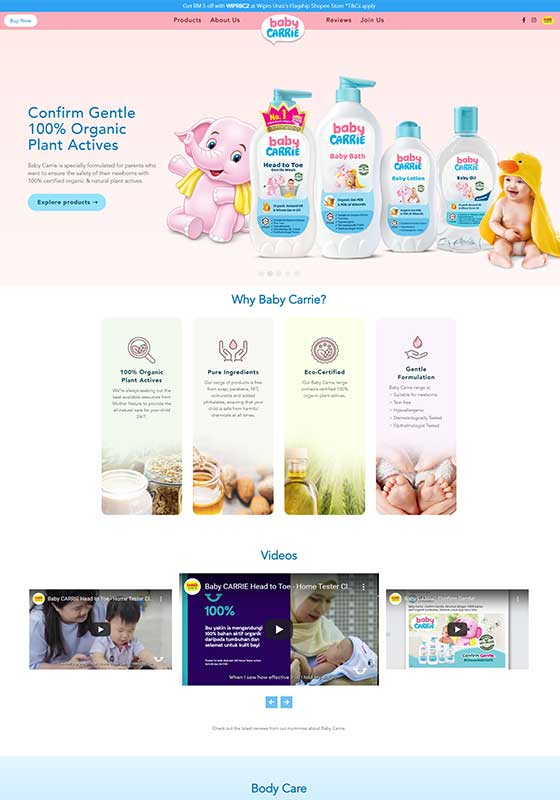 Get RM 5 off with WIPRBC2 at Wipro Unza's Flagship Shopee Store *T&Cs apply
Buy Now
Products About Us
baby
CARRIE
Reviews Join Us
Confirm Gentle
100% Organic
Plant Actives
Baby Carrie is specially formulated for parents who
want to ensure the safety of their newborns with
100% certified organic & natural plant actives.
Explore products →
No.1
baby
CARRIE
Head to Toe
baby
CARRIE
Baby Bath
baby
CARRIE
Baby Lotion
baby
CARRIE
Baby Oil
Why Baby Carrie?
100% Organic
Plant Actives
We're always seeking out the
best available resources from
Mother Nature to provide the
all-natural care for your child
24/7.
Pure Ingredients
Our range of products is free
from soap, parabens, MIT,
colourants and added
phthalates, ensuring that your
child is safe from harmful
chemicals at all times.
Eco-Certified
Our Baby Carrie range
contains certified 100%
organic plant actives.
Gentle
Formulation
Baby Carrie range is:
Suitable for newborns
Tear free
Hypoallergenic
Dermatologically Tested
Opthalmologist Tested
Videos
Baby CARRIE Head to Toe - Home Tester Cl...
Baby CARRIE Head to Toe - Home Tester Cl...
100%
Ibu yakin ia mengandungi
100% bahan aktif organik
daripada tumbuhan dan
selamat untuk kulit bayi!
Baby CARRIE, Confirm Gentle!
baby
CARRIE
Confirm
Gentle
Check out the latest reviews from our mommies about Baby Carrie.
Body Care